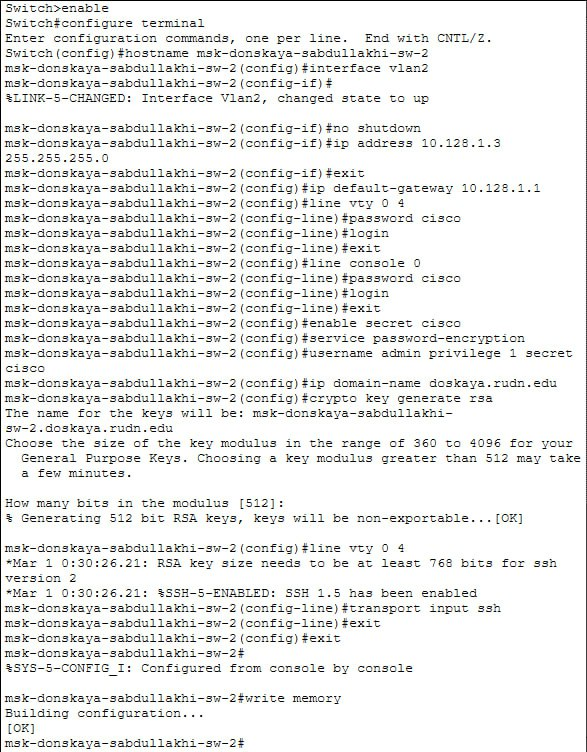 Switch>enable
Switch#configure terminal
Enter configuration commands, one per line.  End with CNTL/Z.
Switch(config)#hostname msk-donskaya-sabdullakhi-sw-2
msk-donskaya-sabdullakhi-sw-2(config)#interface vlan2
msk-donskaya-sabdullakhi-sw-2(config-if)#
%LINK-5-CHANGED: Interface Vlan2, changed state to up

msk-donskaya-sabdullakhi-sw-2(config-if)#no shutdown
msk-donskaya-sabdullakhi-sw-2(config-if)#ip address 10.128.1.3
255.255.255.0
msk-donskaya-sabdullakhi-sw-2(config-if)#exit
msk-donskaya-sabdullakhi-sw-2(config)#ip default-gateway 10.128.1.1
msk-donskaya-sabdullakhi-sw-2(config)#line vty 0 4
msk-donskaya-sabdullakhi-sw-2(config-line)#password cisco
msk-donskaya-sabdullakhi-sw-2(config-line)#login
msk-donskaya-sabdullakhi-sw-2(config-line)#exit
msk-donskaya-sabdullakhi-sw-2(config)#line console 0
msk-donskaya-sabdullakhi-sw-2(config-line)#password cisco
msk-donskaya-sabdullakhi-sw-2(config-line)#login
msk-donskaya-sabdullakhi-sw-2(config-line)#exit
msk-donskaya-sabdullakhi-sw-2(config)#enable secret cisco
msk-donskaya-sabdullakhi-sw-2(config)#service password-encryption
msk-donskaya-sabdullakhi-sw-2(config)#username admin privilege 1 secret
cisco
msk-donskaya-sabdullakhi-sw-2(config)#ip domain-name doskaya.rudn.edu
msk-donskaya-sabdullakhi-sw-2(config)#crypto key generate rsa
The name for the keys will be: msk-donskaya-sabdullakhi-
sw-2.doskaya.rudn.edu
Choose the size of the key modulus in the range of 360 to 4096 for your
  General Purpose Keys. Choosing a key modulus greater than 512 may take
  a few minutes.

How many bits in the modulus [512]:
% Generating 512 bit RSA keys, keys will be non-exportable...[OK]

msk-donskaya-sabdullakhi-sw-2(config)#line vty 0 4
*Mar 1 0:30:26.21: RSA key size needs to be at least 768 bits for ssh
version 2
*Mar 1 0:30:26.21: %SSH-5-ENABLED: SSH 1.5 has been enabled
msk-donskaya-sabdullakhi-sw-2(config-line)#transport input ssh
msk-donskaya-sabdullakhi-sw-2(config-line)#exit
msk-donskaya-sabdullakhi-sw-2(config)#exit
msk-donskaya-sabdullakhi-sw-2#
%SYS-5-CONFIG_I: Configured from console by console

msk-donskaya-sabdullakhi-sw-2#write memory
Building configuration...
[OK]
msk-donskaya-sabdullakhi-sw-2#